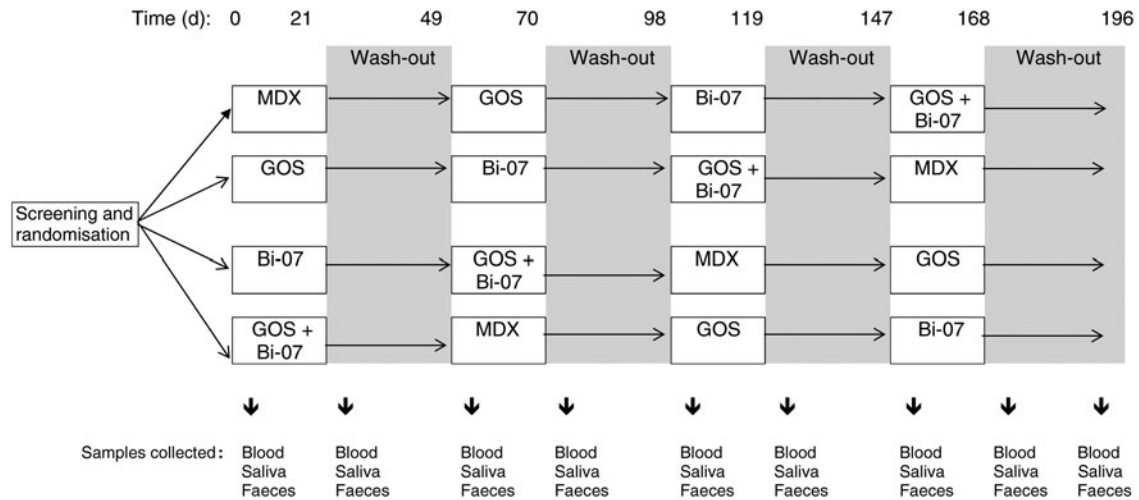 Time (d): 0 21 49 70 98 119 147 168 196
Wash-out Wash-out Wash-out Wash-out
MDX GOS Bi-07 GOS +
Bi-07
GOS Bi-07 GOS +
Bi-07 MDX
Screening and
randomisation
Bi-07 GOS +
Bi-07 MDX GOS
GOS +
Bi-07 MDX GOS Bi-07
Samples collected: Blood Blood Blood Blood Blood Blood Blood Blood Blood
Saliva Saliva Saliva Saliva Saliva Saliva Saliva Saliva Saliva
Faeces Faeces Faeces Faeces Faeces Faeces Faeces Faeces Faeces